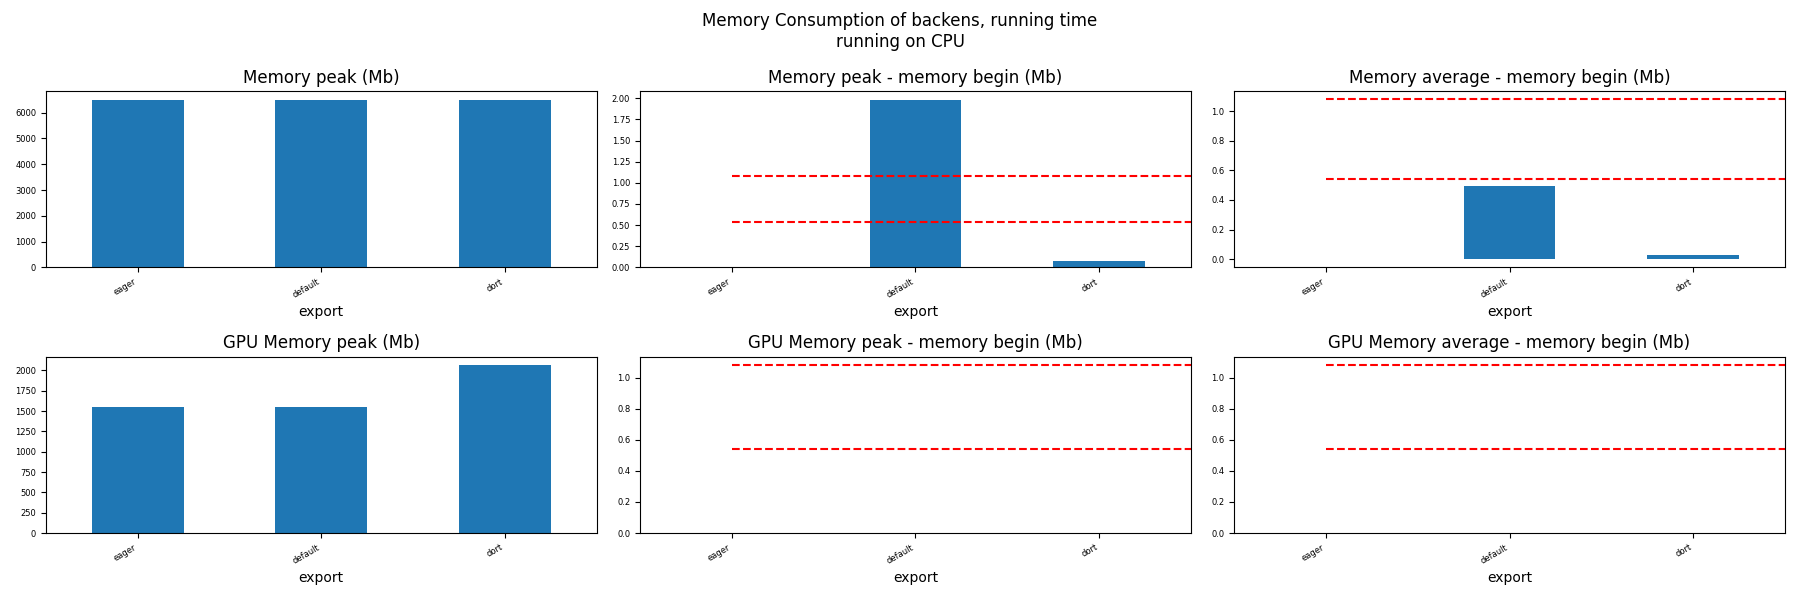 Memory Consumption of backens, running time
running on CPU
Memory peak (Mb)
6000
5000
4000
3000
2000
1000
0
eager
default
dort
export
Memory peak - memory begin (Mb)
2.00
1.75
1.50
1.25
1.00
0.75
0.50
0.25
0.00
eager
default
dort
export
Memory average - memory begin (Mb)
1.0
0.8
0.6
0.4
0.2
0.0
eager
default
dort
export
GPU Memory peak (Mb)
2000
1750
1500
1250
1000
750
500
250
0
eager
default
dort
export
GPU Memory peak - memory begin (Mb)
1.0
0.8
0.6
0.4
0.2
0.0
eager
default
dort
export
GPU Memory average - memory begin (Mb)
1.0
0.8
0.6
0.4
0.2
0.0
eager
default
dort
export